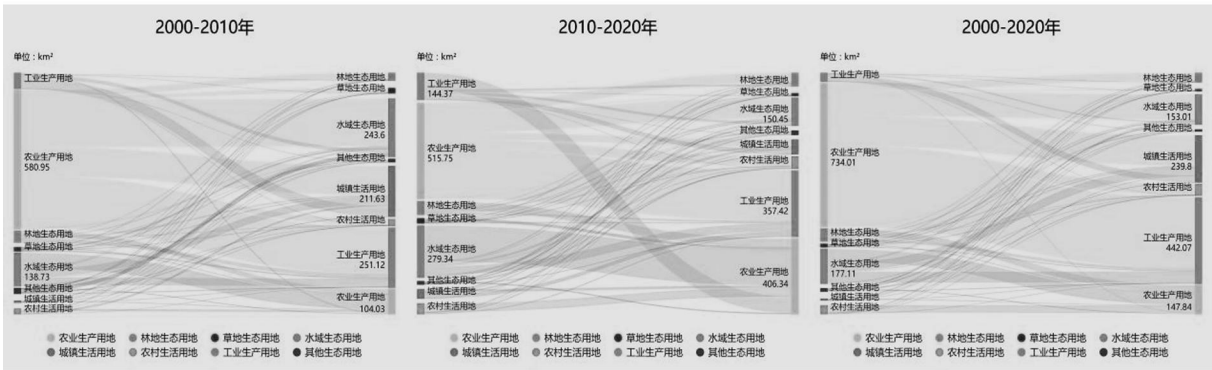 2000-2010年
单位：km²
工业生产用地
农业生产用地
580.95
林地生态用地
草地生态用地
水域生态用地
138.73
其他生态用地
城镇生活用地
农村生活用地
林地生态用地
草地生态用地
水域生态用地
243.6
其他生态用地
城镇生活用地
211.63
农村生活用地
工业生产用地
251.12
农业生产用地
104.03
农业生产用地 林地生态用地 草地生态用地 水域生态用地
城镇生活用地 农村生活用地 工业生产用地 其他生态用地
2010-2020年
单位：km²
工业生产用地
144.37
农业生产用地
515.75
林地生态用地
草地生态用地
水域生态用地
279.34
其他生态用地
城镇生活用地
农村生活用地
林地生态用地
草地生态用地
水域生态用地
150.45
其他生态用地
城镇生活用地
农村生活用地
工业生产用地
357.42
农业生产用地
406.34
农业生产用地 林地生态用地 草地生态用地 水域生态用地
城镇生活用地 农村生活用地 工业生产用地 其他生态用地
2000-2020年
单位：km²
工业生产用地
农业生产用地
734.01
林地生态用地
草地生态用地
水域生态用地
177.11
其他生态用地
城镇生活用地
农村生活用地
林地生态用地
草地生态用地
水域生态用地
153.01
其他生态用地
城镇生活用地
239.8
农村生活用地
工业生产用地
442.07
农业生产用地
147.84
农业生产用地 林地生态用地 草地生态用地 水域生态用地
城镇生活用地 农村生活用地 工业生产用地 其他生态用地